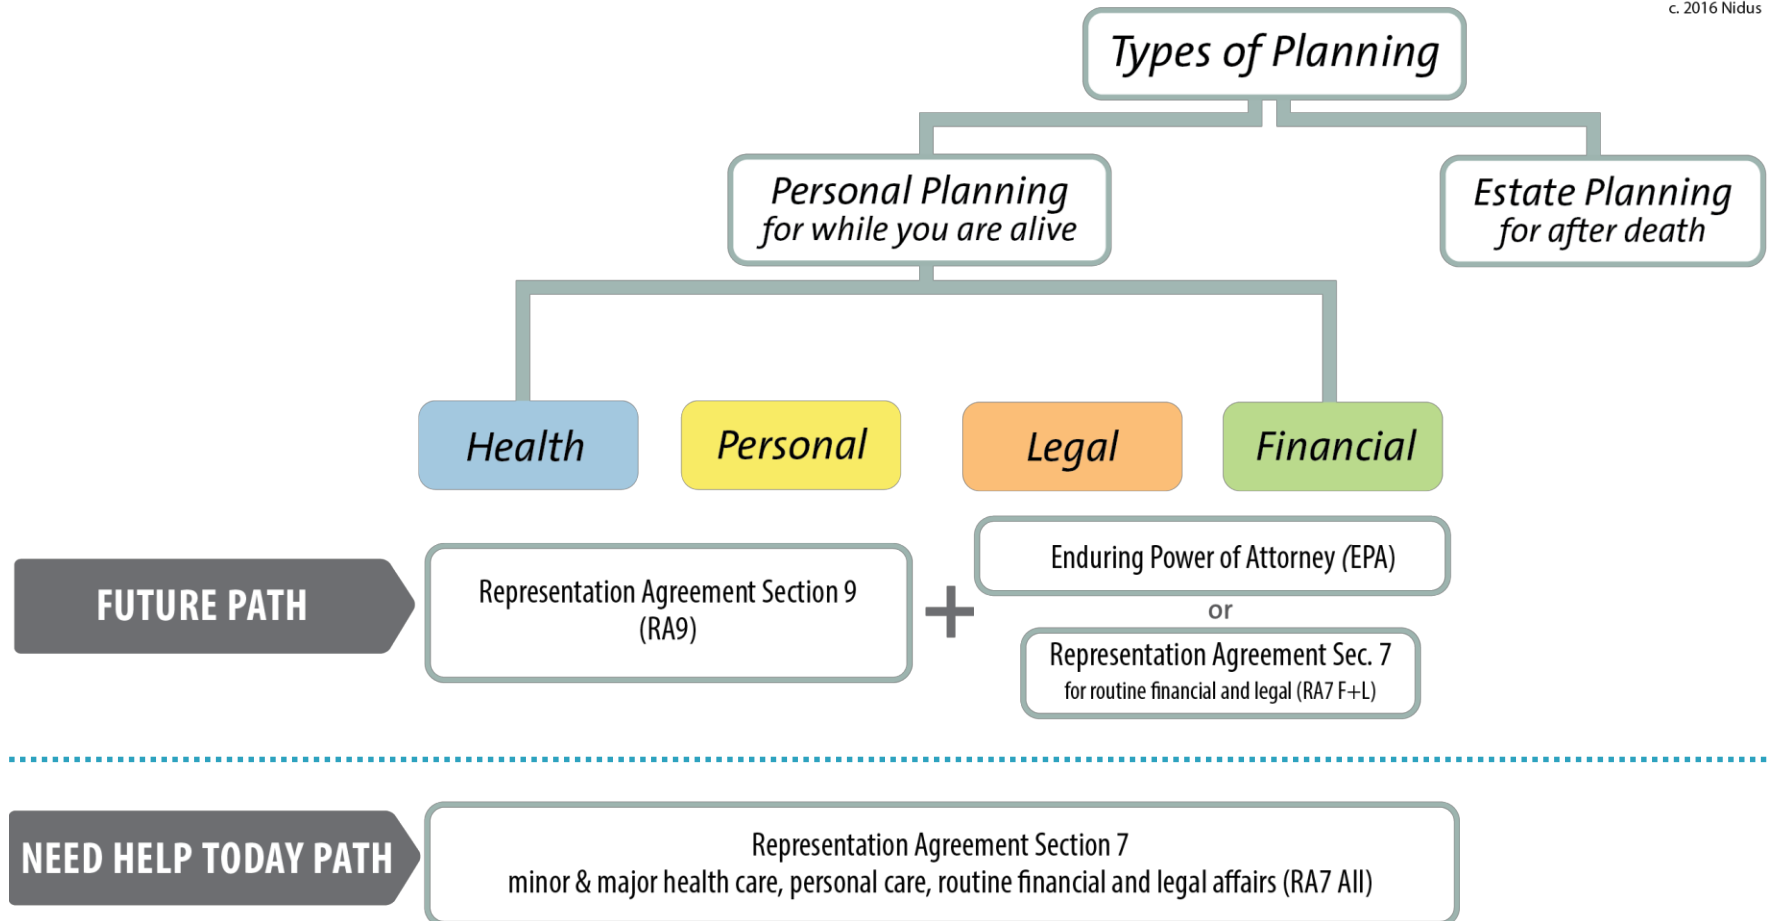 c. 2016 Nidus
Types of Planning
Personal Planning
for while you are alive
Estate Planning
for after death
Health
Personal
Legal
Financial
FUTURE PATH
Representation Agreement Section 9
(RA9)
+
Enduring Power of Attorney (EPA)
or
Representation Agreement Sec. 7
for routine financial and legal (RA7 F+L)
NEED HELP TODAY PATH
Representation Agreement Section 7
minor & major health care, personal care, routine financial and legal affairs (RA7 All)